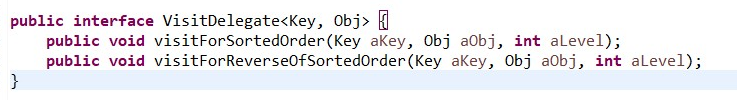 public interface VisitDelegate<Key, Obj> {
    public void visitForSortedOrder(Key aKey, Obj aObj, int aLevel);
    public void visitForReverseOfSortedOrder(Key aKey, Obj aObj, int aLevel);
}